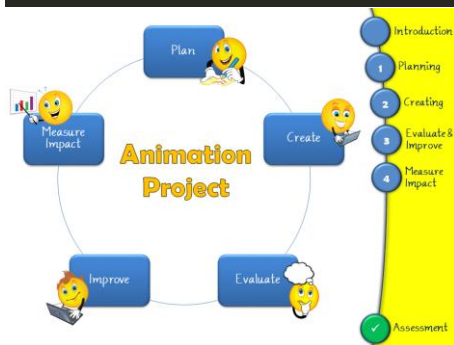 Plan
Create
Evaluate
Improve
Measure
Impact
Animation
Project
Introduction
1 Planning
2 Creating
3 Evaluate &
Improve
4 Measure
Impact
✓ Assessment